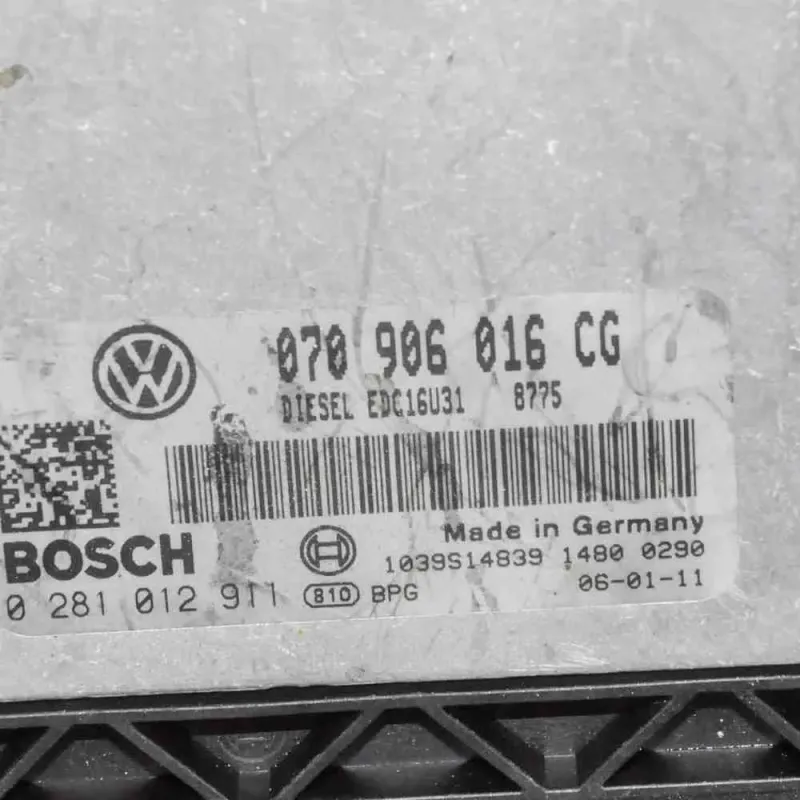 070 906 016 CG
DIESEL EDC16U31 8775
Made in Germany
BOSCH
1039S14839 1480 0290
0 281 012 911 810 BPG 06-01-11